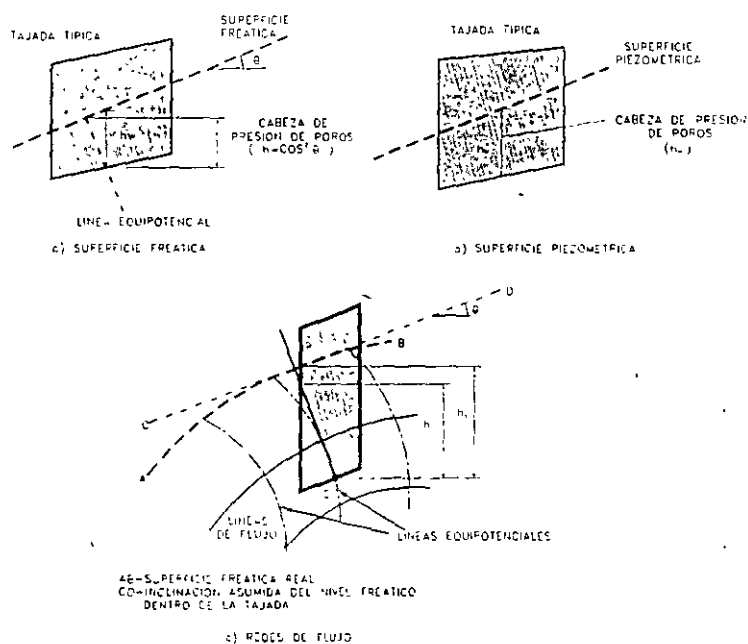 TAJADA TIPICA
SUPERFICIE
FREATICA
θ
CABEZA DE
PRESION DE POROS
( hwCOS² θ )
LINEA EQUIPOTENCIAL
a) SUPERFICIE FREATICA
TAJADA TIPICA
SUPERFICIE
PIEZOMETRICA
CABEZA DE PRESION
DE POROS
(hw)
b) SUPERFICIE PIEZOMETRICA
D
θ
B
C
A
h
LINEAS
DE FLUJO
LINEAS EQUIPOTENCIALES
AB=SUPERFICIE FREATICA REAL
CD=INCLINACION ASUMIDA DEL NIVEL FREATICO
DENTRO DE LA TAJADA
c) REDES DE FLUJO